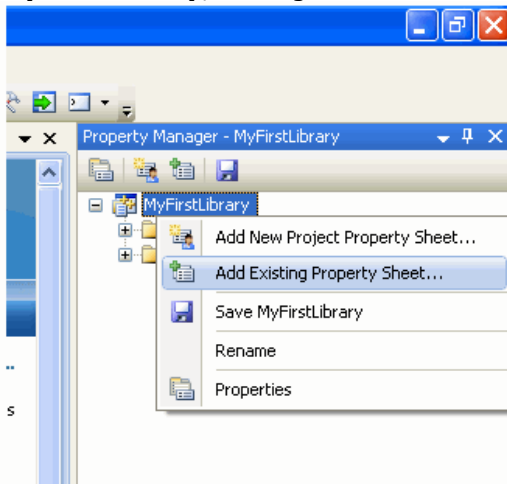 Property Manager - MyFirstLibrary
MyFirstLibrary
Add New Project Property Sheet...
Add Existing Property Sheet...
Save MyFirstLibrary
Rename
Properties
..
s